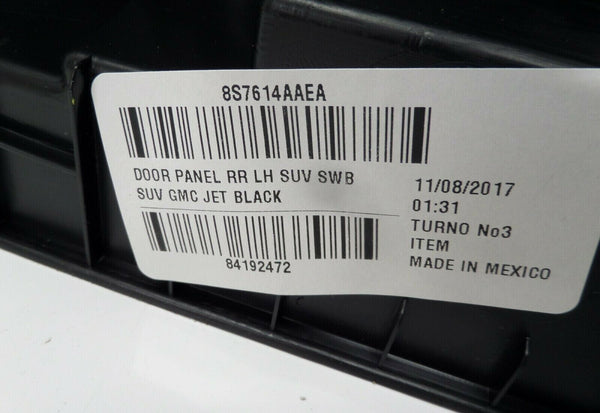 8S7614AAEA
DOOR PANEL RR LH SUV SWB
SUV GMC JET BLACK
84192472
11/08/2017
01:31
TURNO No3
ITEM
MADE IN MEXICO